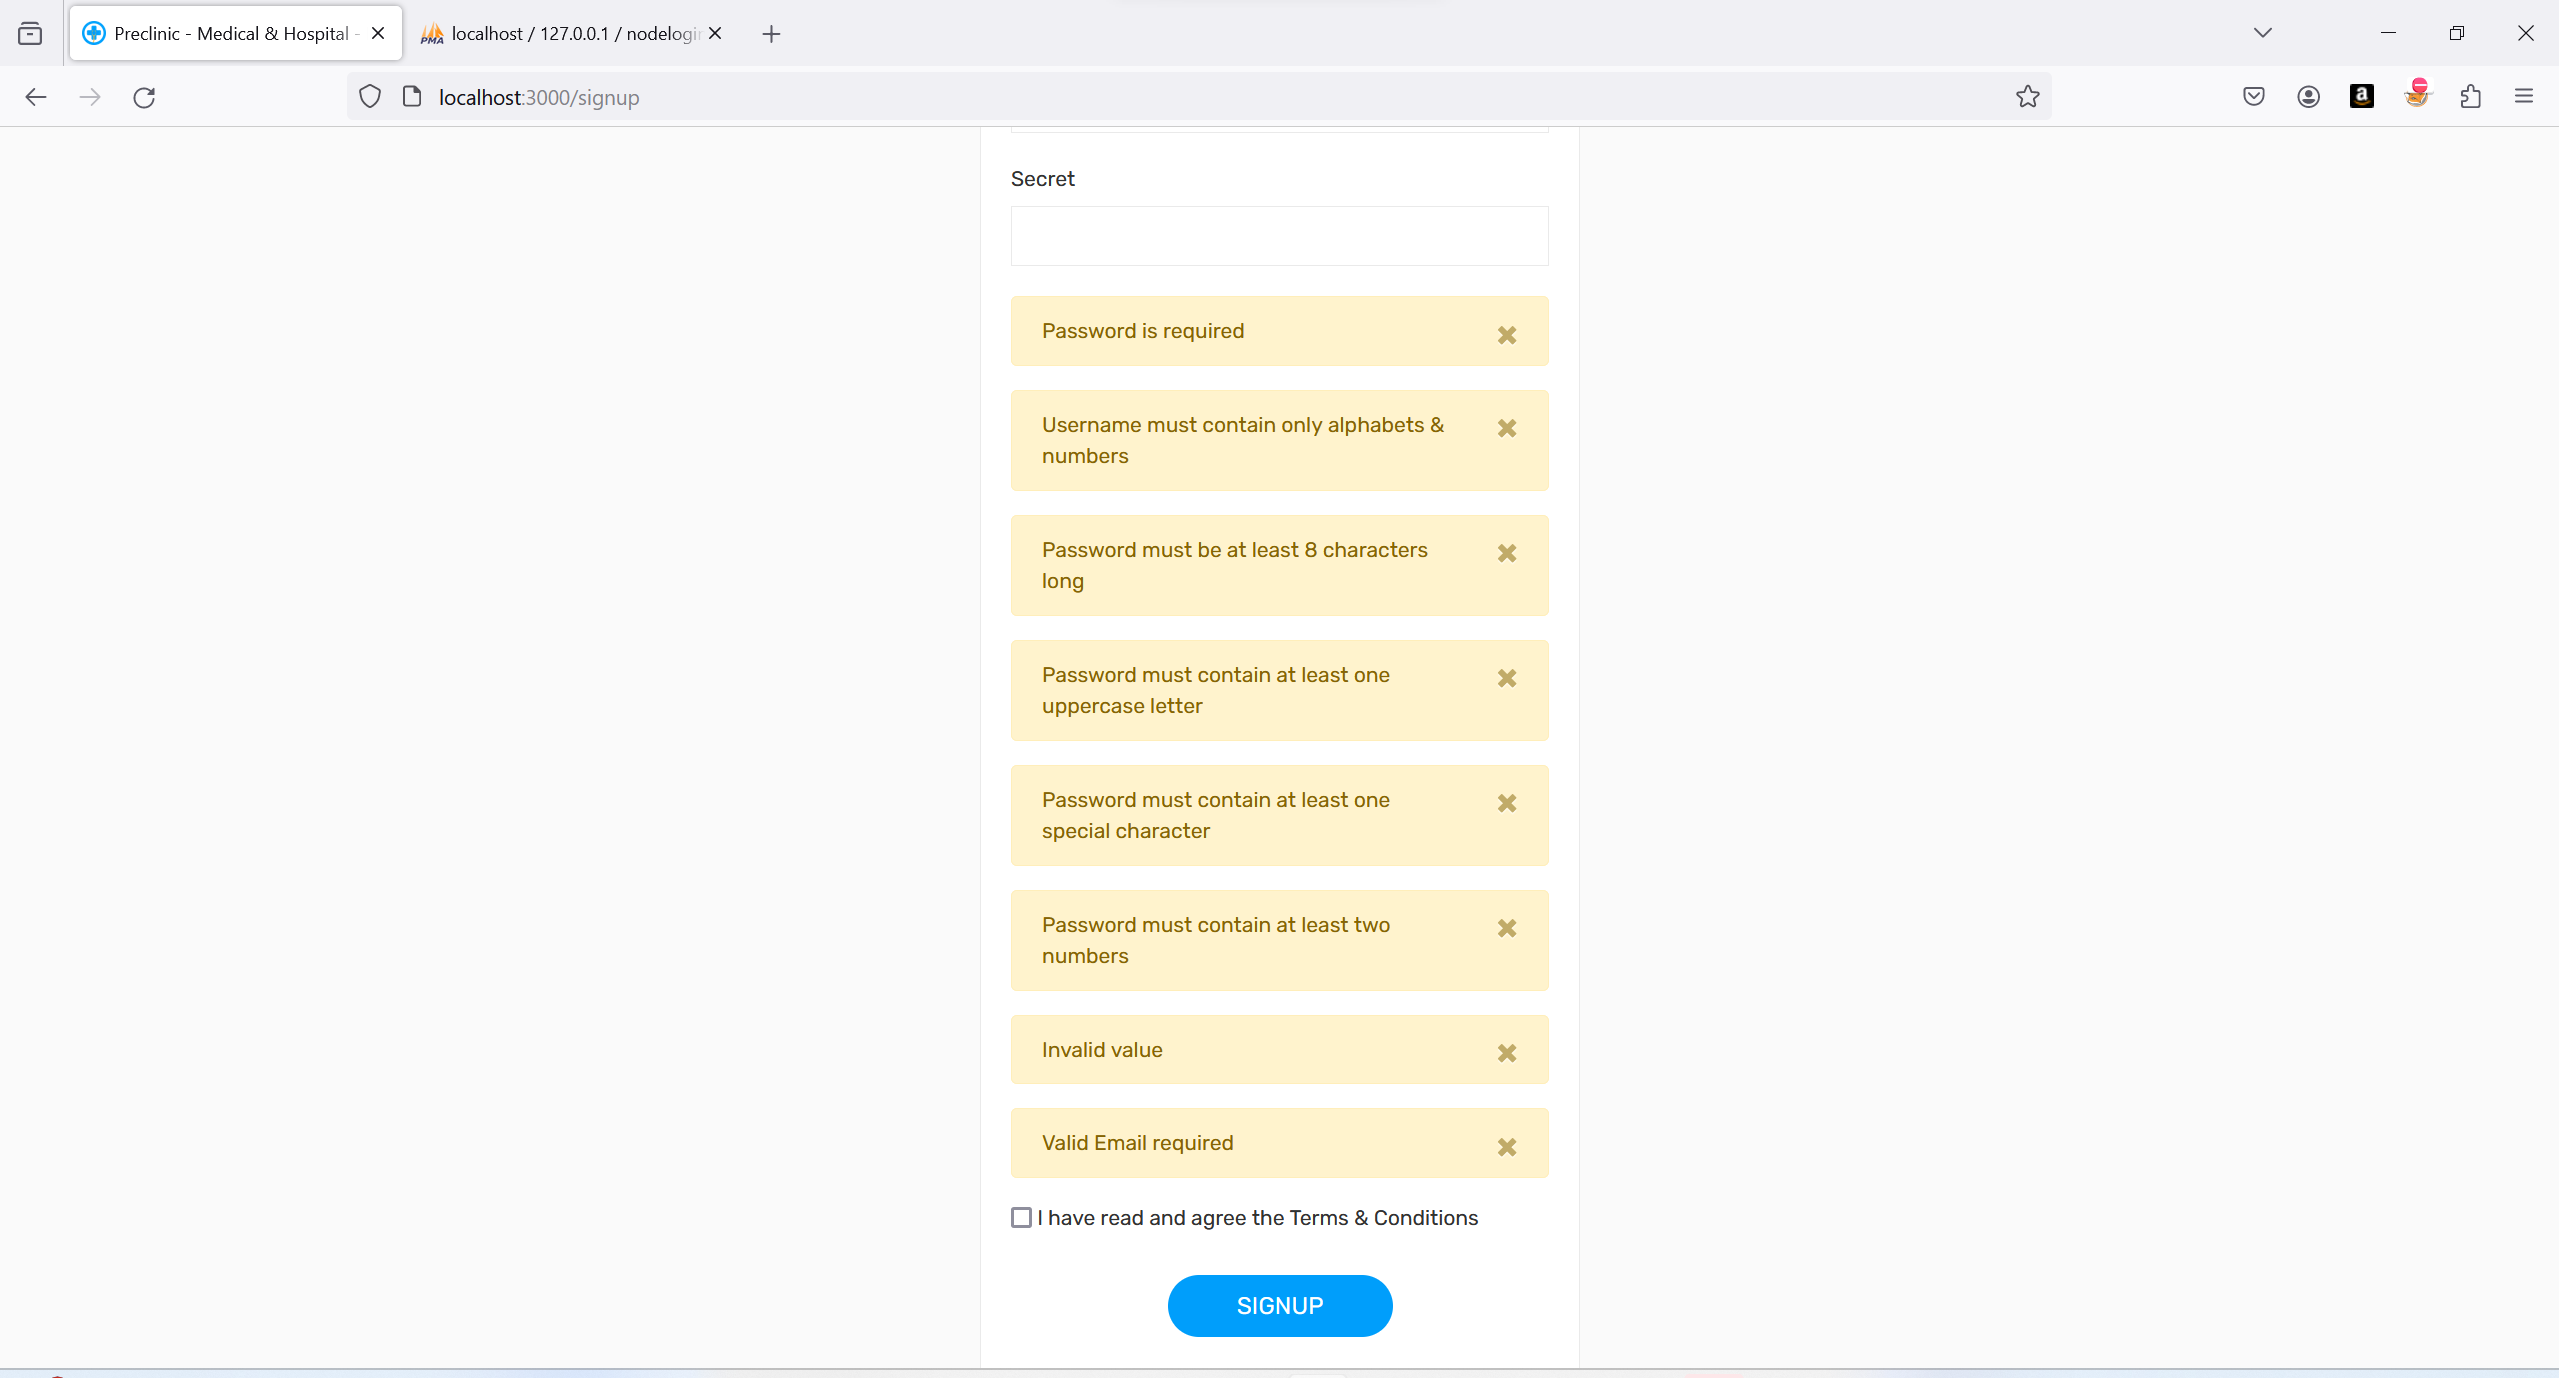 Preclinic - Medical & Hospital -
localhost / 127.0.0.1 / nodelogin
localhost:3000/signup
Secret
Password is required
Username must contain only alphabets &
numbers
Password must be at least 8 characters
long
Password must contain at least one
uppercase letter
Password must contain at least one
special character
Password must contain at least two
numbers
Invalid value
Valid Email required
I have read and agree the Terms & Conditions
SIGNUP